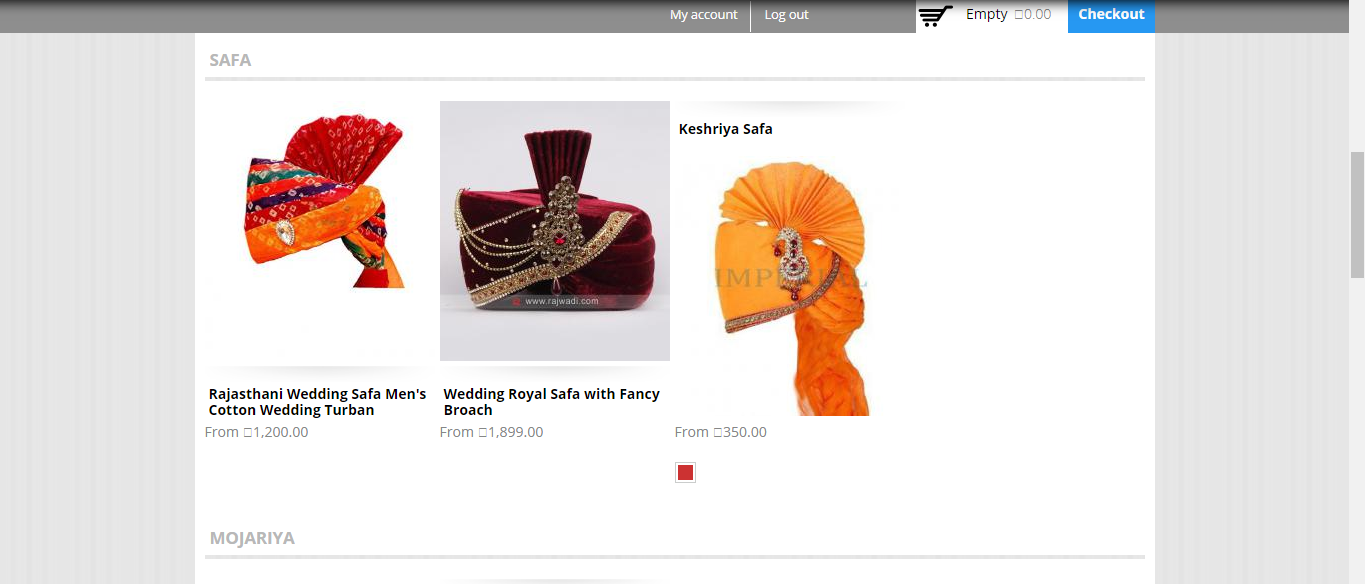 My account
Log out
Empty □0.00
Checkout
SAFA
Rajasthani Wedding Safa Men's
Cotton Wedding Turban
From □1,200.00
www.rajwadi.com
Wedding Royal Safa with Fancy
Broach
From □1,899.00
Keshriya Safa
IMPERIAL
From □350.00
MOJARIYA